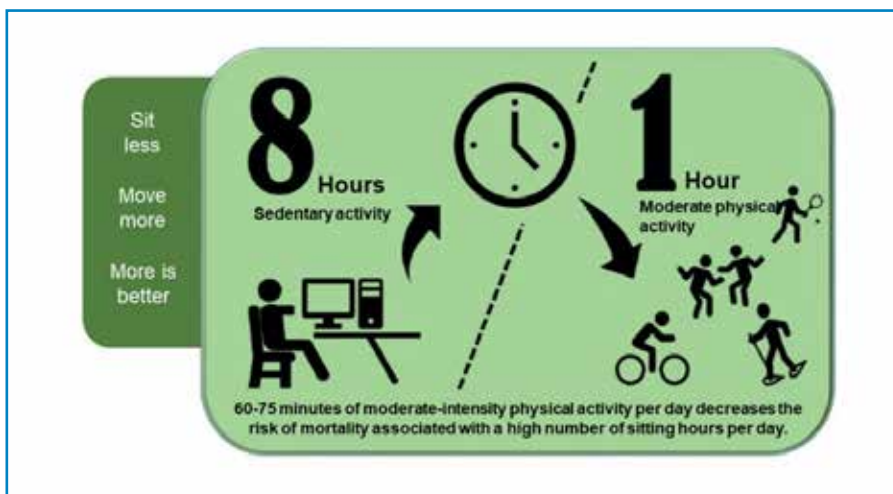 Sit
less
Move
more
More is
better
8
Hours
Sedentary activity
1
Hour
Moderate physical
activity
60-75 minutes of moderate-intensity physical activity per day decreases the
risk of mortality associated with a high number of sitting hours per day.